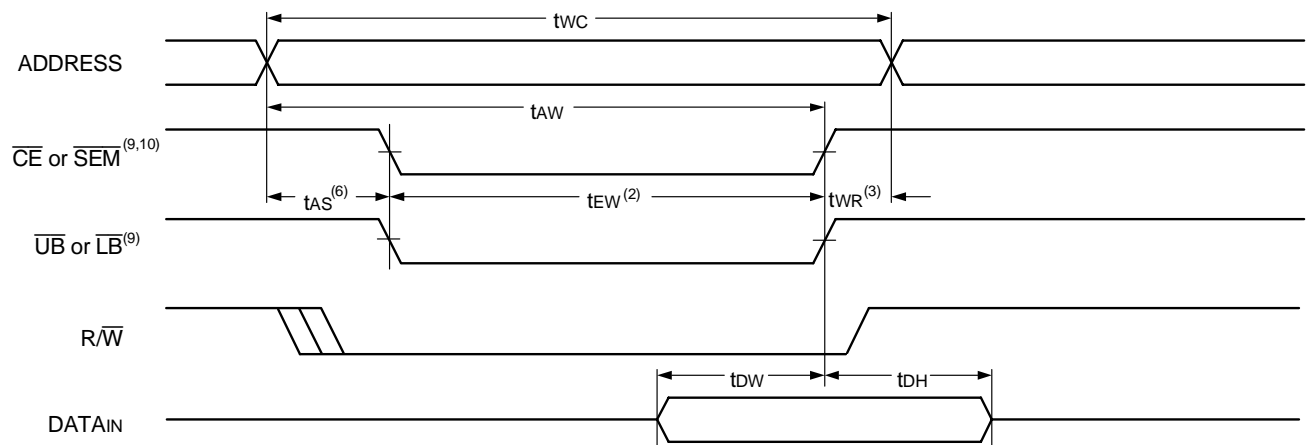 tWC
ADDRESS
tAW
CE or SEM(9,10)
tAS(6) tEW(2) tWR(3)
UB or LB(9)
R/W
tDW tDH
DATAIN